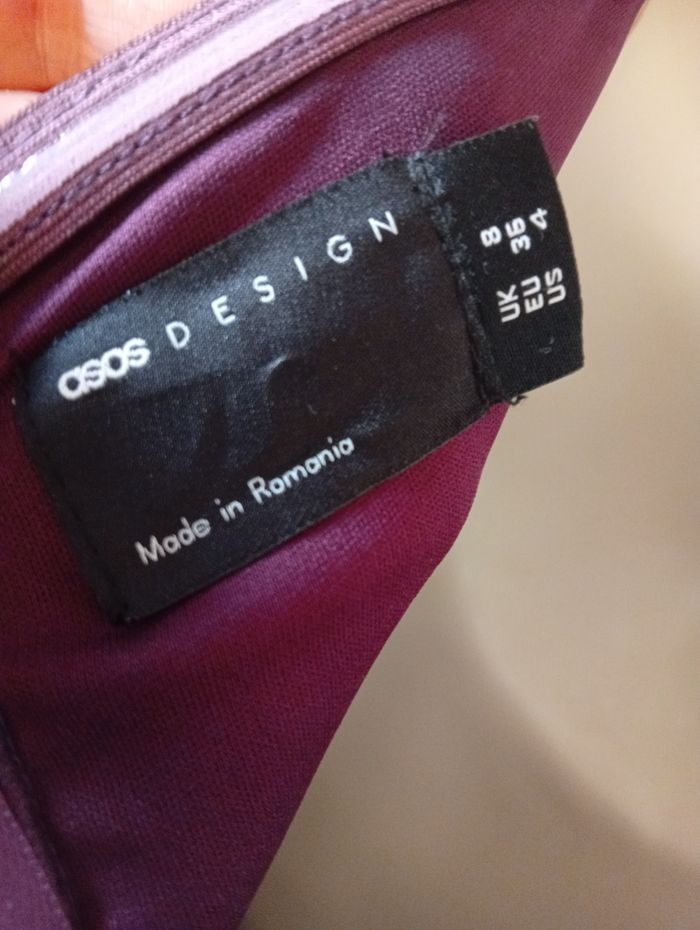 asos DESIGN
Made in Romania
UK 8
EU 36
US 4